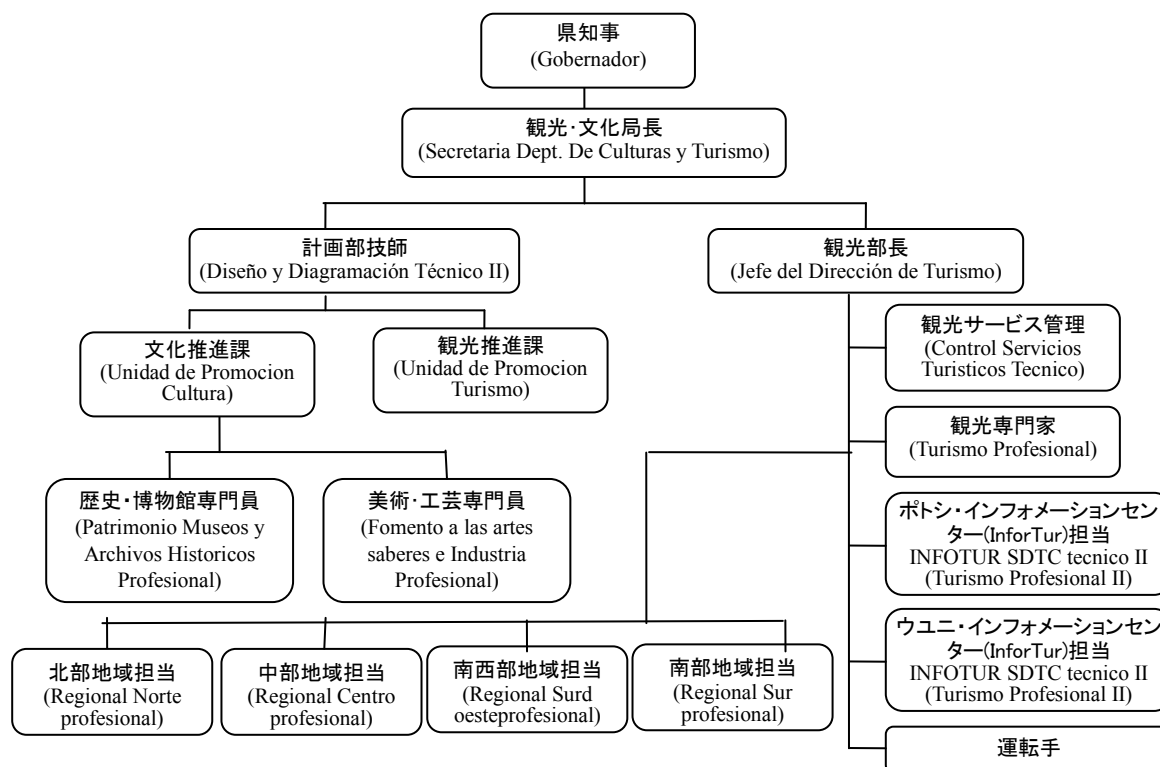 県知事
(Gobernador)
観光・文化局長
(Secretaria Dept. De Culturas y Turismo)
計画部技師
(Diseño y Diagramación Técnico II)
観光部長
(Jefe del Dirección de Turismo)
文化推進課
(Unidad de Promocion
Cultura)
観光推進課
(Unidad de Promocion
Turismo)
観光サービス管理
(Control Servicios
Turisticos Tecnico)
観光専門家
(Turismo Profesional)
歴史・博物館専門員
(Patrimonio Museos y
Archivos Historicos
Profesional)
美術・工芸専門員
(Fomento a las artes
saberes e Industria
Profesional)
ポトシ・インフォメーションセン
ター(InforTur)担当
INFOTUR SDTC tecnico II
(Turismo Profesional II)
ウユニ・インフォメーションセン
ター(InforTur)担当
INFOTUR SDTC tecnico II
(Turismo Profesional II)
北部地域担当
(Regional Norte
profesional)
中部地域担当
(Regional Centro
profesional)
南西部地域担当
(Regional Surd
oesteprofesional)
南部地域担当
(Regional Sur
profesional)
運転手